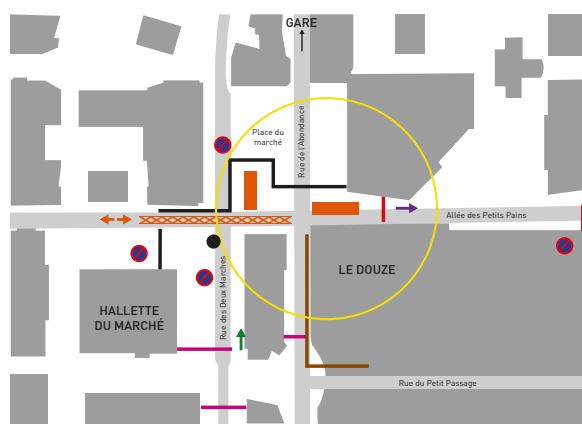 GARE
Place du
marché
Rue de l'Abondance
Allée des Petits Pains
LE DOUZE
HALLETTE
DU MARCHÉ
Rue des Deux Marches
Rue du Petit Passage